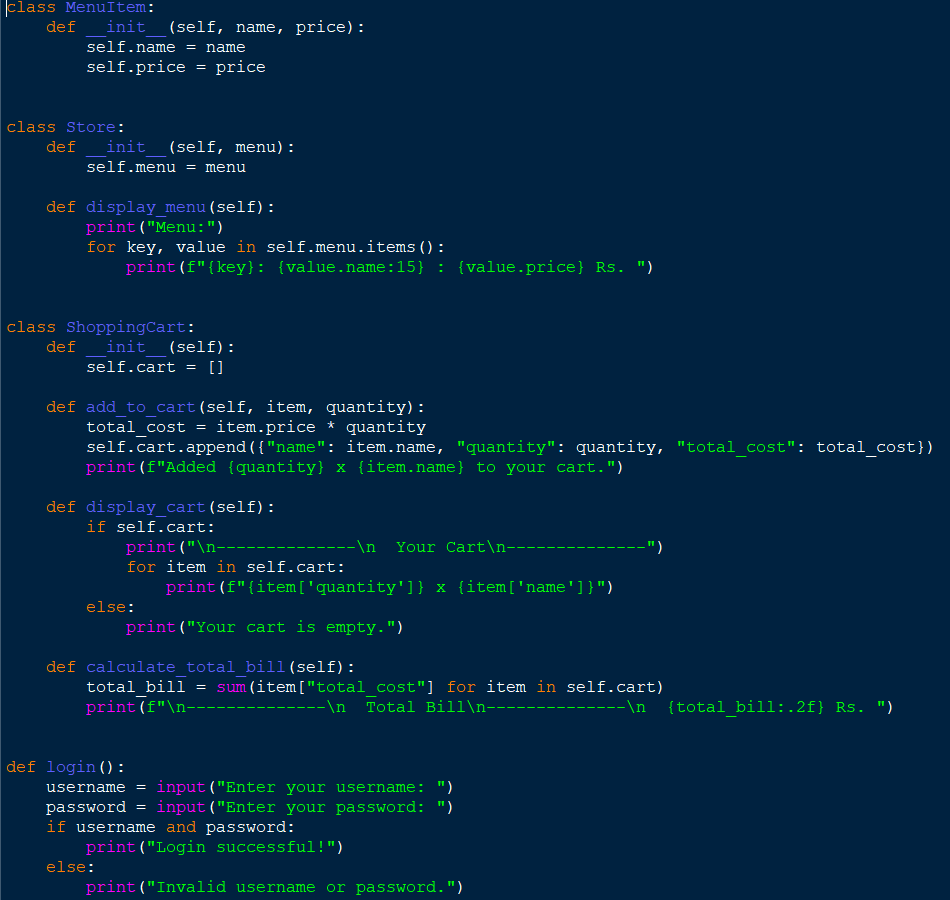 class MenuItem:
    def __init__(self, name, price):
        self.name = name
        self.price = price
class Store:
    def __init__(self, menu):
        self.menu = menu
    def display_menu(self):
        print("Menu:")
        for key, value in self.menu.items():
            print(f"{key}: {value.name:15} : {value.price} Rs. ")
class ShoppingCart:
    def __init__(self):
        self.cart = []
    def add_to_cart(self, item, quantity):
        total_cost = item.price * quantity
        self.cart.append({"name": item.name, "quantity": quantity, "total_cost": total_cost})
        print(f"Added {quantity} x {item.name} to your cart.")
    def display_cart(self):
        if self.cart:
            print("\n--------------\n  Your Cart\n--------------")
            for item in self.cart:
                print(f"{item['quantity']} x {item['name']}")
        else:
            print("Your cart is empty.")
    def calculate_total_bill(self):
        total_bill = sum(item["total_cost"] for item in self.cart)
        print(f"\n--------------\n  Total Bill\n--------------\n  {total_bill:.2f} Rs. ")
def login():
    username = input("Enter your username: ")
    password = input("Enter your password: ")
    if username and password:
        print("Login successful!")
    else:
        print("Invalid username or password.")